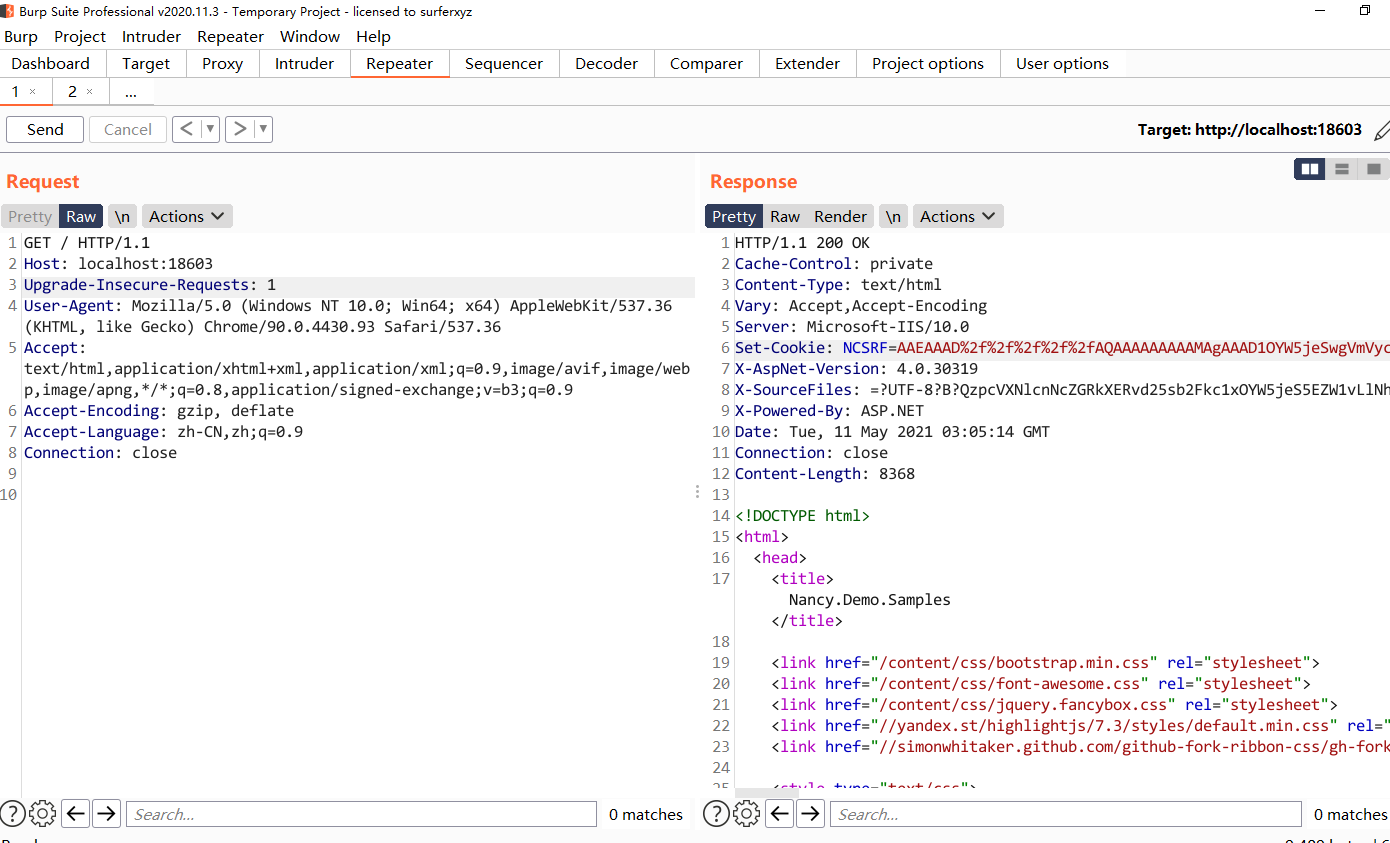 Burp Suite Professional v2020.11.3 - Temporary Project - licensed to surferxyz
Burp Project Intruder Repeater Window Help
Dashboard Target Proxy Intruder Repeater Sequencer Decoder Comparer Extender Project options User options
1 × 2 × ...
Send Cancel < > Target: http://localhost:18603
Request
Pretty Raw \n Actions
1 GET / HTTP/1.1
2 Host: localhost:18603
3 Upgrade-Insecure-Requests: 1
4 User-Agent: Mozilla/5.0 (Windows NT 10.0; Win64; x64) AppleWebKit/537.36
(KHTML, like Gecko) Chrome/90.0.4430.93 Safari/537.36
5 Accept:
text/html,application/xhtml+xml,application/xml;q=0.9,image/avif,image/web
p,image/apng,*/*;q=0.8,application/signed-exchange;v=b3;q=0.9
6 Accept-Encoding: gzip, deflate
7 Accept-Language: zh-CN,zh;q=0.9
8 Connection: close
9
10
? Search... 0 matches
Response
Pretty Raw Render \n Actions
1 HTTP/1.1 200 OK
2 Cache-Control: private
3 Content-Type: text/html
4 Vary: Accept,Accept-Encoding
5 Server: Microsoft-IIS/10.0
6 Set-Cookie: NCSRF=AAEAAAD%2f%2f%2f%2f%2fAQAAAAAAAAAMAgAAAD1OYW5jeSwgVmVyc
7 X-AspNet-Version: 4.0.30319
8 X-SourceFiles: =?UTF-8?B?QzpcVXNlcnNcZGRkXERvd25sb2Fkc1xOYW5jeS5EZW1vLlNh
9 X-Powered-By: ASP.NET
10 Date: Tue, 11 May 2021 03:05:14 GMT
11 Connection: close
12 Content-Length: 8368
13
14 <!DOCTYPE html>
15 <html>
16 <head>
17 <title>
Nancy.Demo.Samples
</title>
18
19 <link href="/content/css/bootstrap.min.css" rel="stylesheet">
20 <link href="/content/css/font-awesome.css" rel="stylesheet">
21 <link href="/content/css/jquery.fancybox.css" rel="stylesheet">
22 <link href="//yandex.st/highlightjs/7.3/styles/default.min.css" rel="
23 <link href="//simonwhitaker.github.com/github-fork-ribbon-css/gh-fork
24
25 <style type="text/css">
? Search... 0 matches